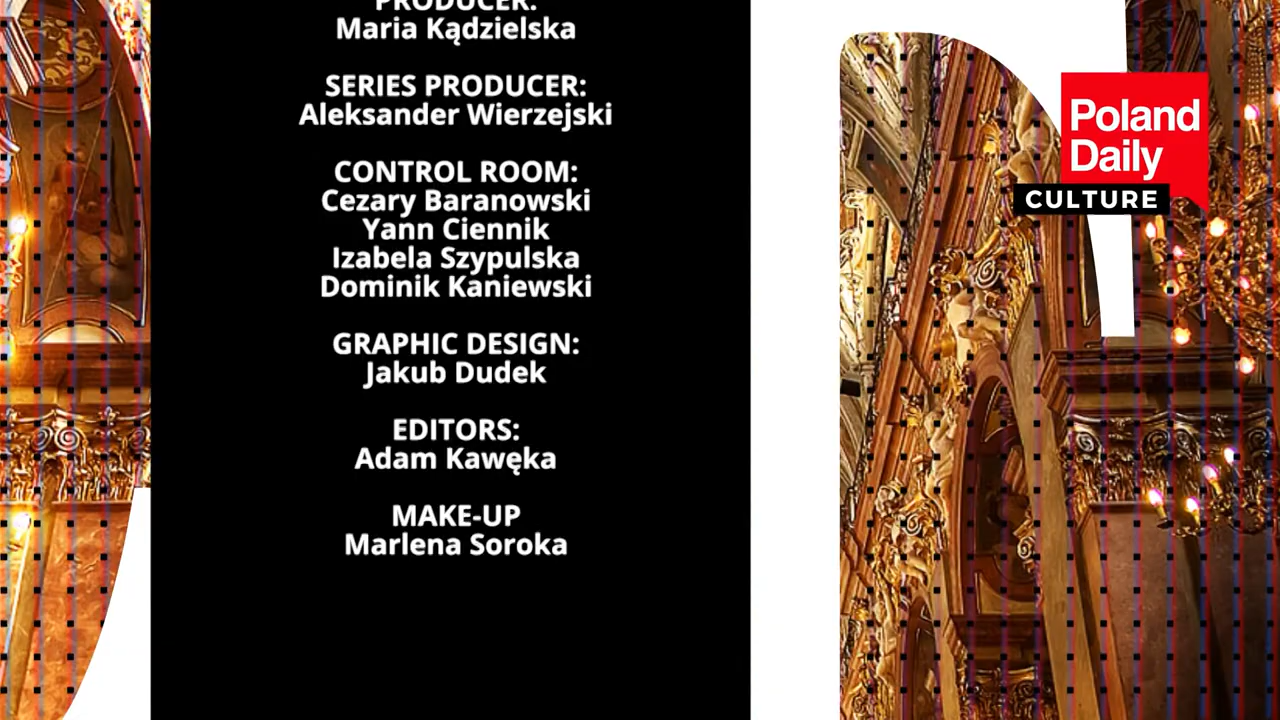 PRODUCER:
Maria Kądzielska
SERIES PRODUCER:
Aleksander Wierzejski
CONTROL ROOM:
Cezary Baranowski
Yann Ciennik
Izabela Szypulska
Dominik Kaniewski
GRAPHIC DESIGN:
Jakub Dudek
EDITORS:
Adam Kawęka
MAKE-UP
Marlena Soroka
Poland
Daily
CULTURE